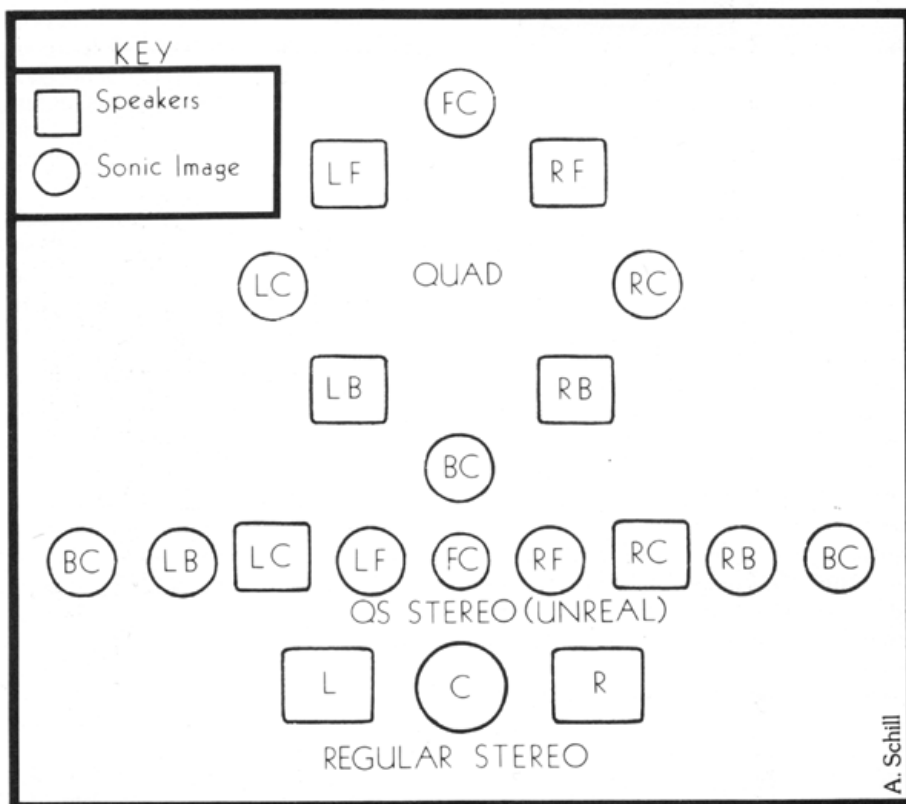 KEY
Speakers
Sonic Image
FC
LF RF
LC QUAD RC
LB RB
BC
BC LB LC LF FC RF RC RB BC
QS STEREO (UNREAL)
L C R
REGULAR STEREO
A. Schill